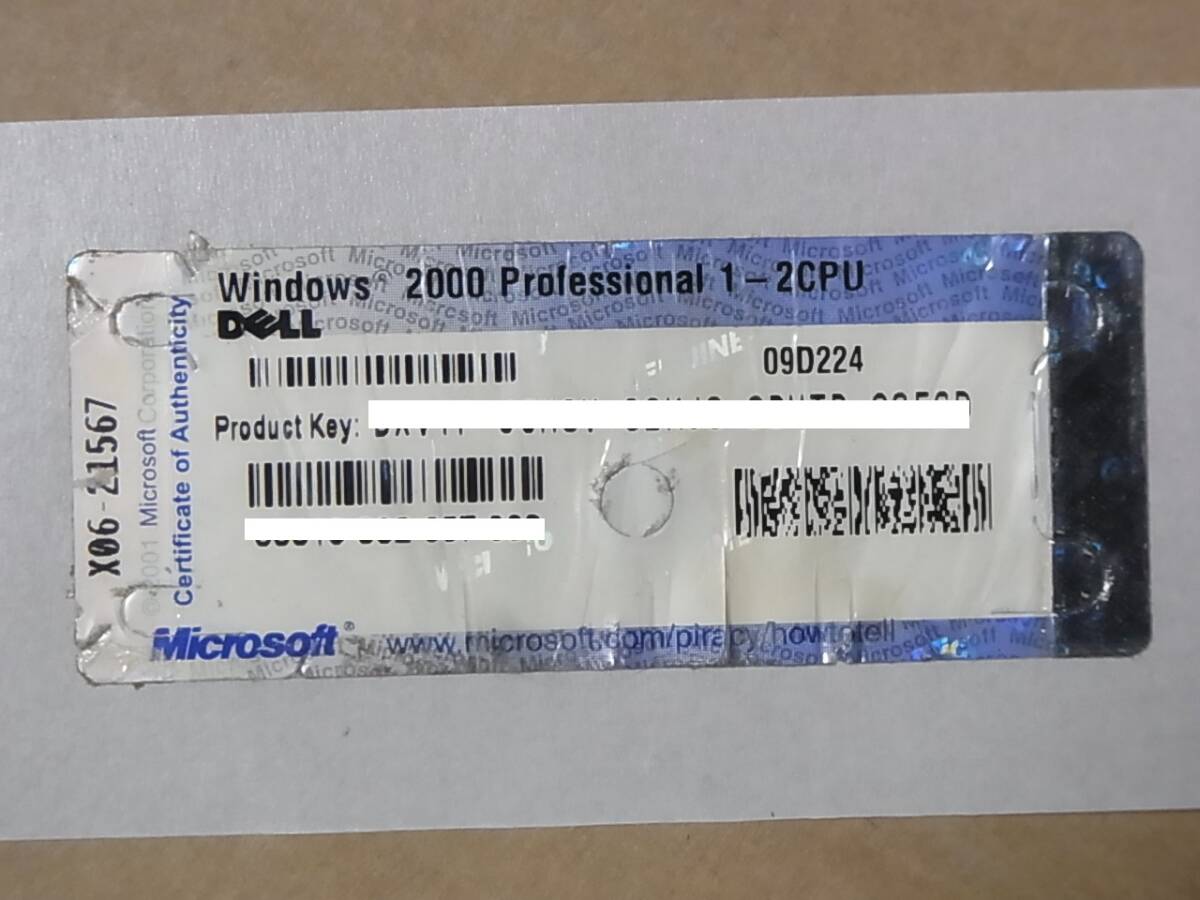 Windows® 2000 Professional 1-2CPU
DELL
09D224
Product Key:
X06-21567
©2001 Microsoft Corporation
Certificate of Authenticity
Microsoft®
www.microsoft.com/piracy/howtotell